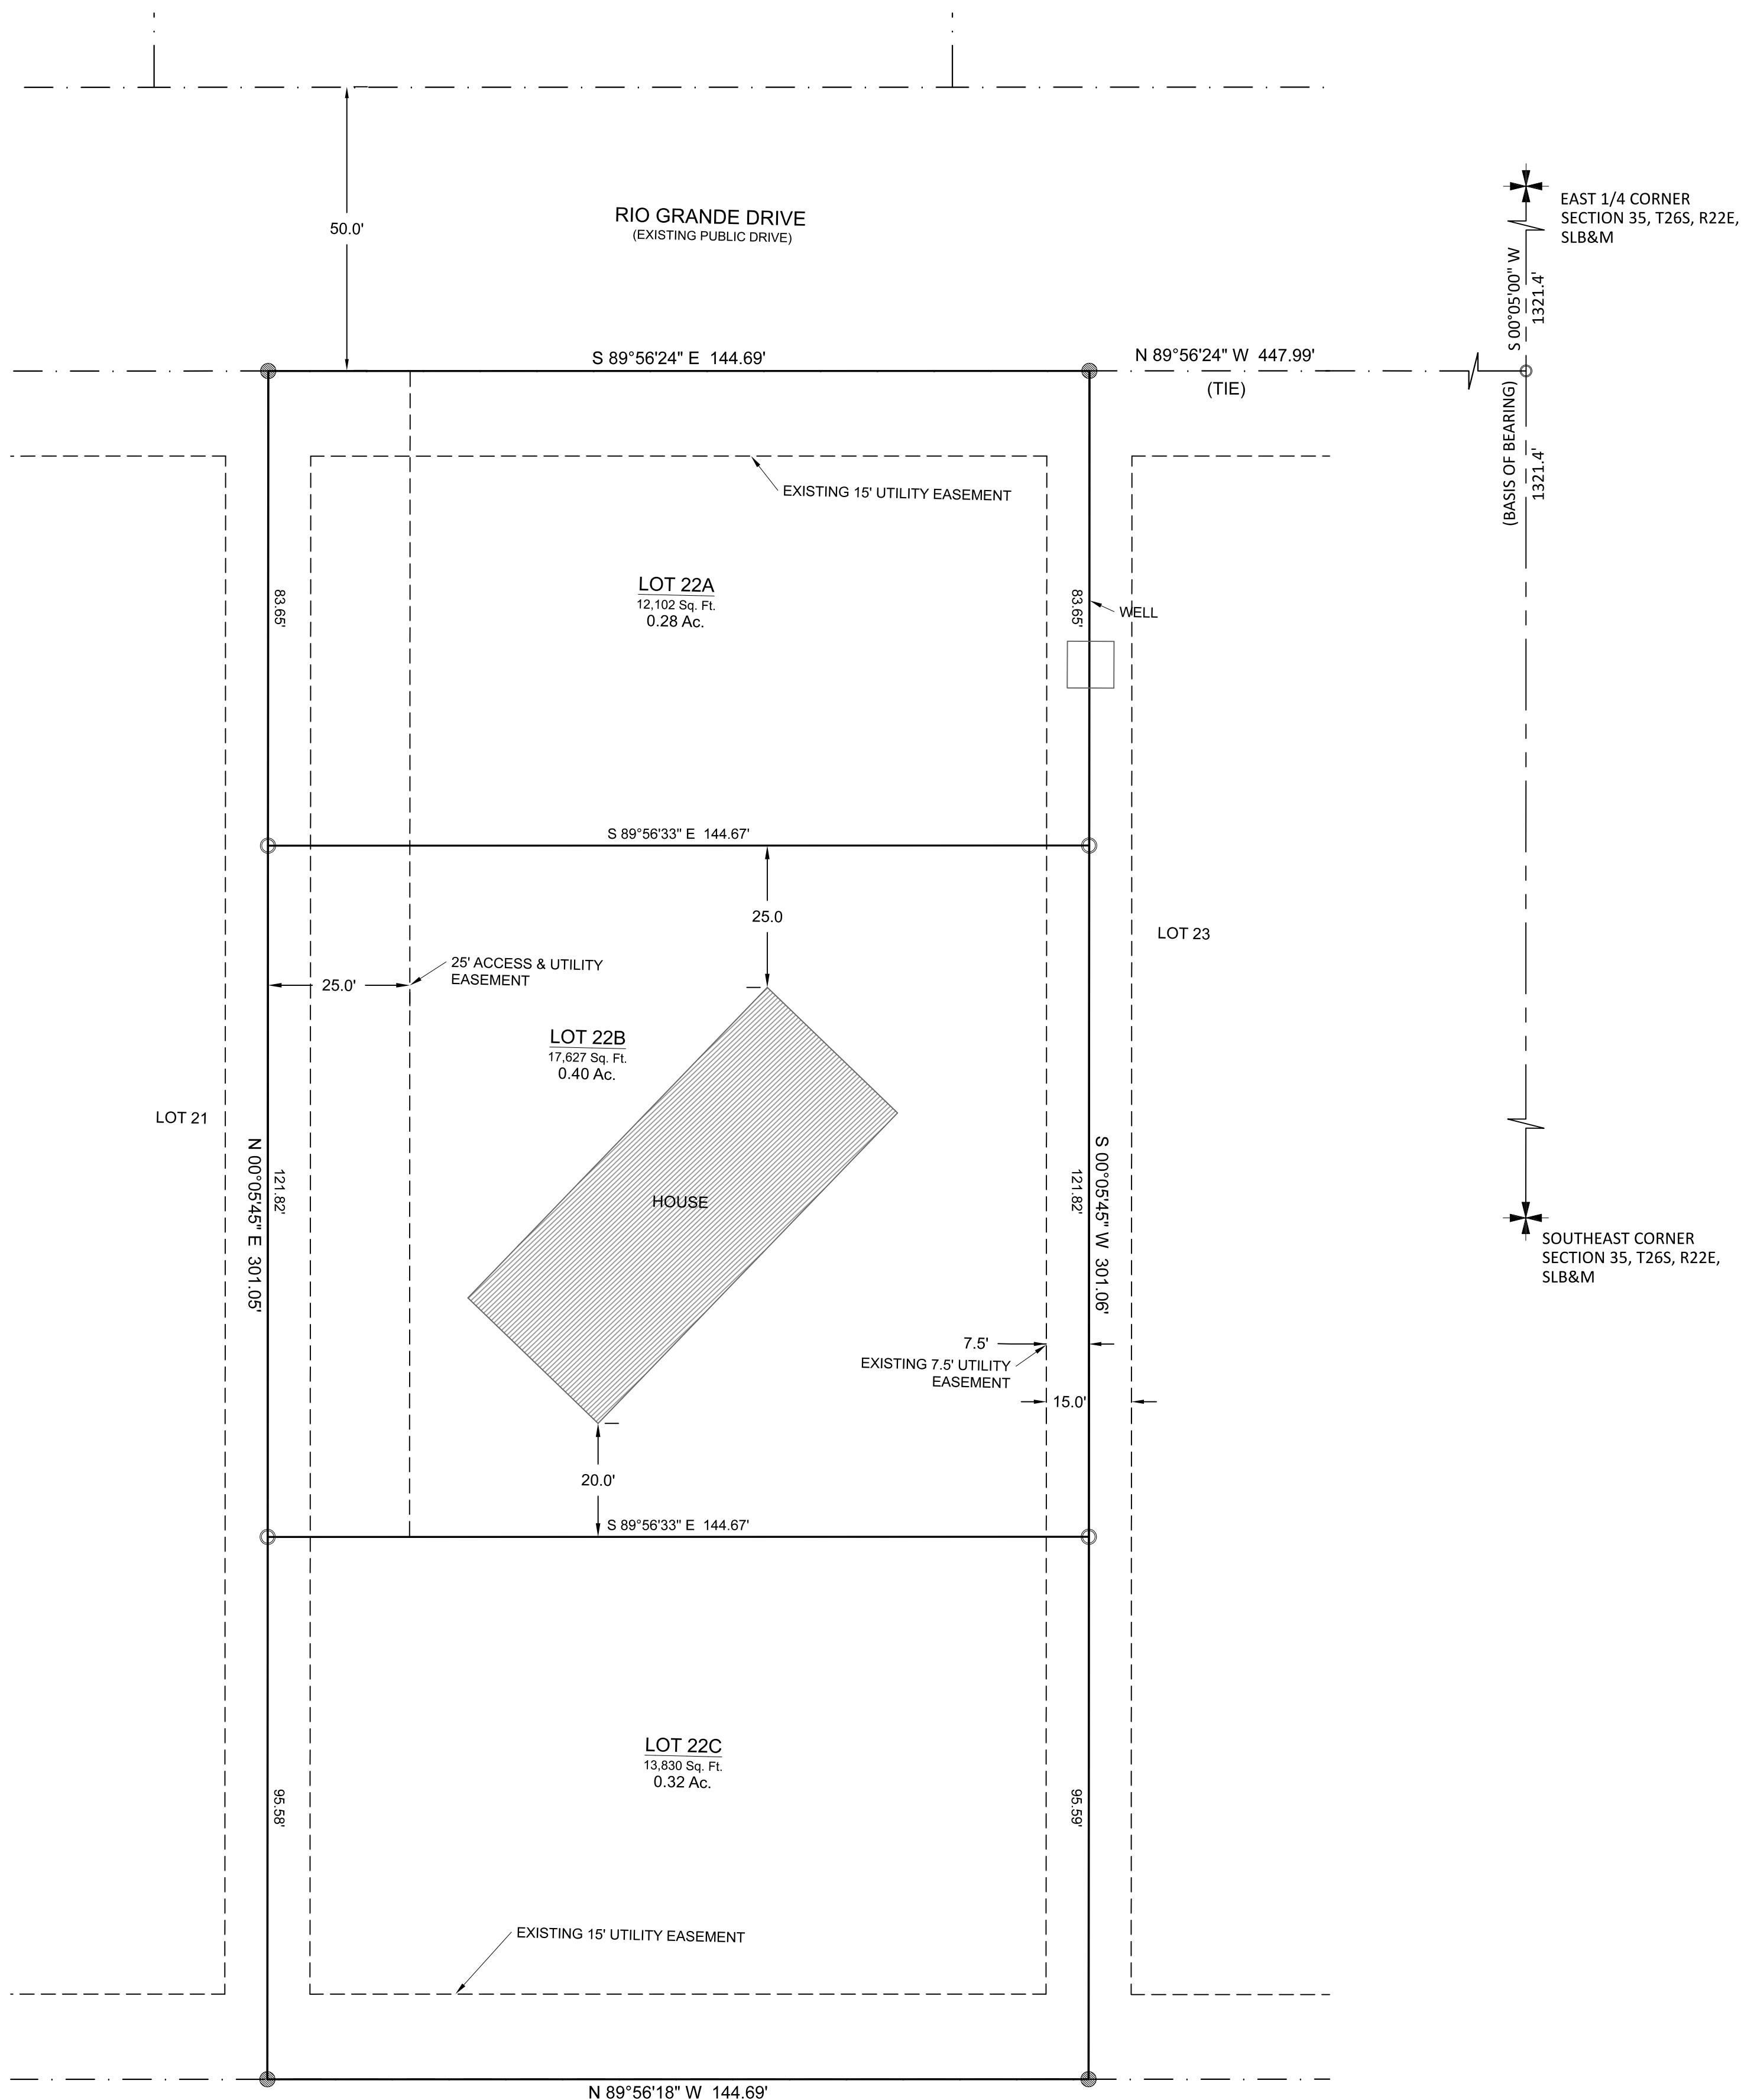 50.0'
RIO GRANDE DRIVE
(EXISTING PUBLIC DRIVE)
EAST 1/4 CORNER
SECTION 35, T26S, R22E,
SLB&M
S 00°05'00" W
1321.4'
S 89°56'24" E 144.69'
N 89°56'24" W 447.99'
(TIE)
(BASIS OF BEARING)
1321.4'
EXISTING 15' UTILITY EASEMENT
LOT 22A
12,102 Sq. Ft.
0.28 Ac.
83.65'
83.65'
WELL
S 89°56'33" E 144.67'
25.0
LOT 23
25' ACCESS & UTILITY
EASEMENT
25.0'
LOT 22B
17,627 Sq. Ft.
0.40 Ac.
LOT 21
N 00°05'45" E 301.05'
121.82'
HOUSE
121.82'
S 00°05'45" W 301.06'
SOUTHEAST CORNER
SECTION 35, T26S, R22E,
SLB&M
7.5'
EXISTING 7.5' UTILITY
EASEMENT
15.0'
20.0'
S 89°56'33" E 144.67'
LOT 22C
13,830 Sq. Ft.
0.32 Ac.
95.58'
95.59'
EXISTING 15' UTILITY EASEMENT
N 89°56'18" W 144.69'